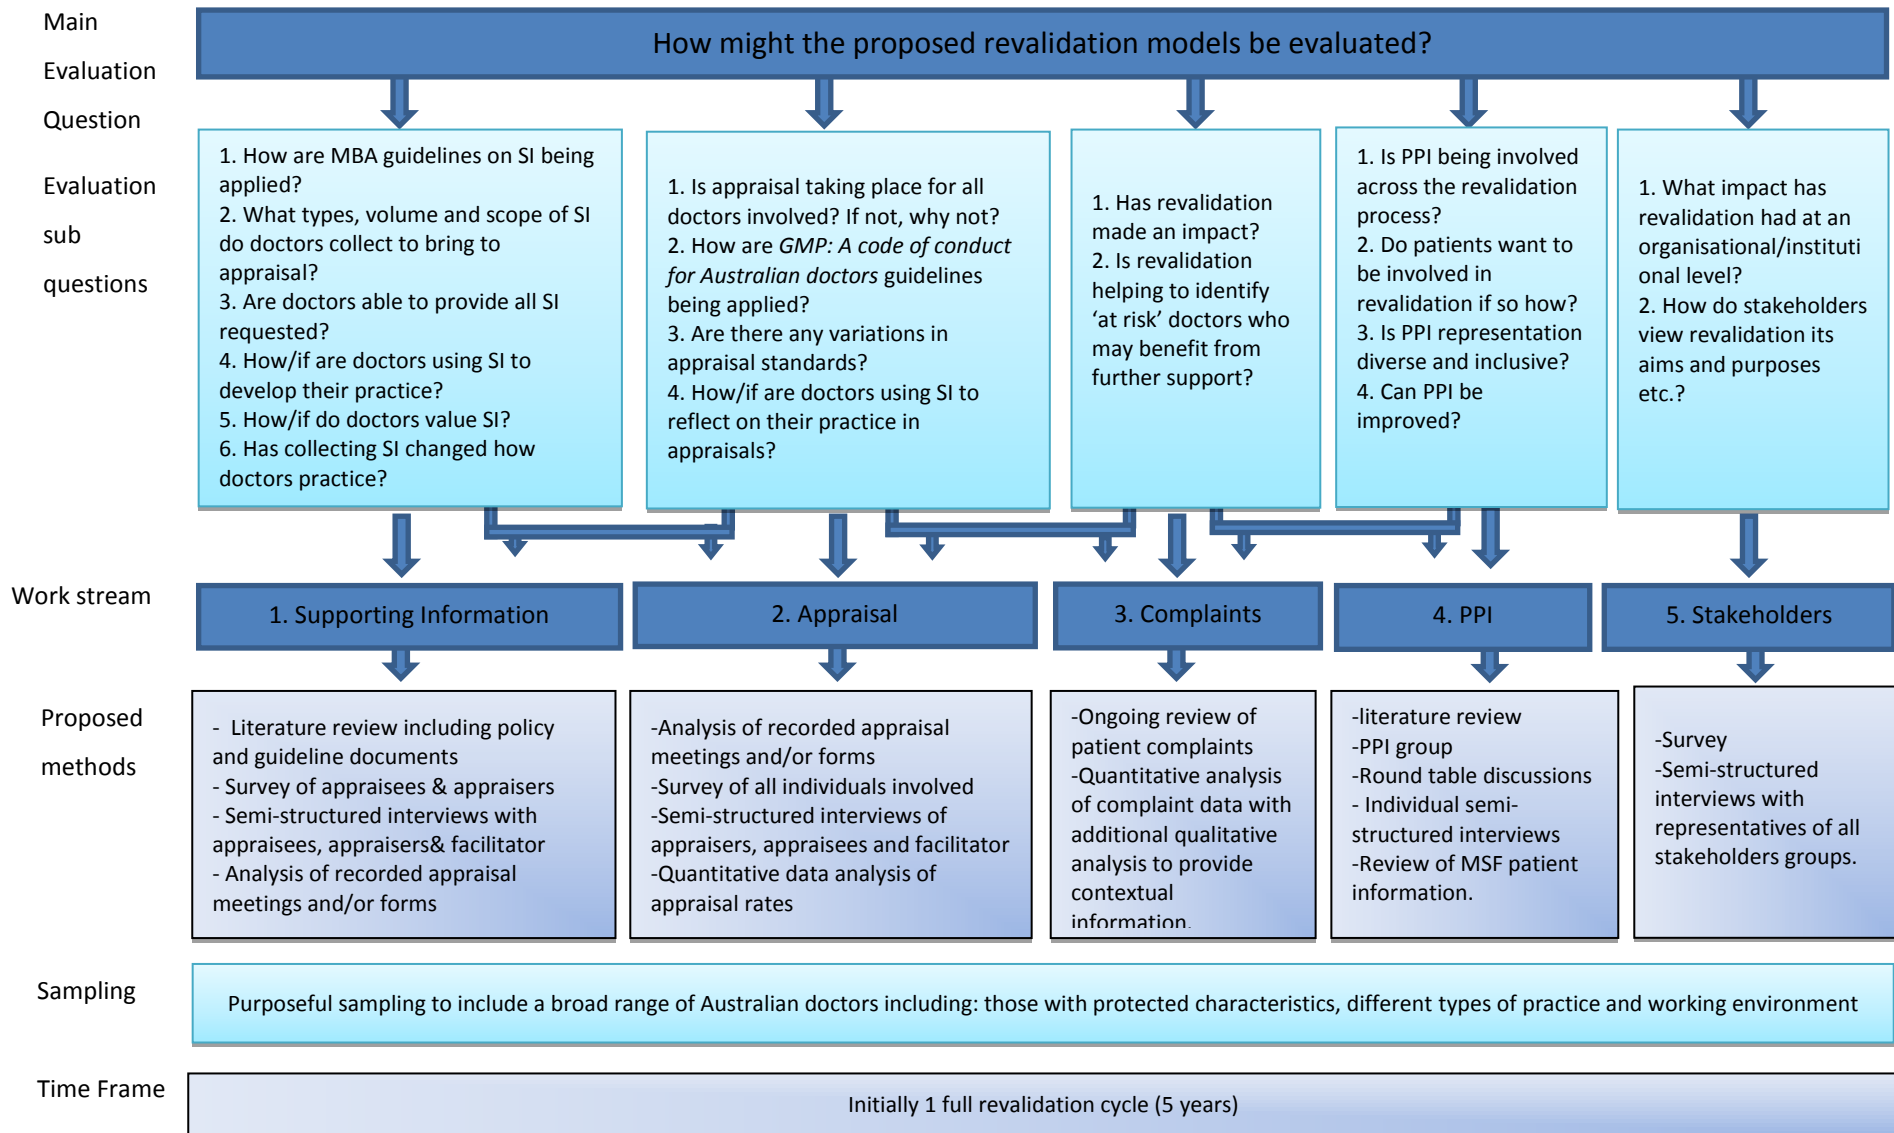 Main
Evaluation
Question
How might the proposed revalidation models be evaluated?
Evaluation
sub
questions
1. How are MBA guidelines on SI being
applied?
2. What types, volume and scope of SI
do doctors collect to bring to
appraisal?
3. Are doctors able to provide all SI
requested?
4. How/if are doctors using SI to
develop their practice?
5. How/if do doctors value SI?
6. Has collecting SI changed how
doctors practice?
1. Is appraisal taking place for all
doctors involved? If not, why not?
2. How are GMP: A code of conduct
for Australian doctors guidelines
being applied?
3. Are there any variations in
appraisal standards?
4. How/if are doctors using SI to
reflect on their practice in
appraisals?
1. Has revalidation
made an impact?
2. Is revalidation
helping to identify
‘at risk’ doctors who
may benefit from
further support?
1. Is PPI being involved
across the revalidation
process?
2. Do patients want to
be involved in
revalidation if so how?
3. Is PPI representation
diverse and inclusive?
4. Can PPI be
improved?
1. What impact has
revalidation had at an
organisational/instituti
onal level?
2. How do stakeholders
view revalidation its
aims and purposes
etc.?
Work stream
1. Supporting Information
2. Appraisal
3. Complaints
4. PPI
5. Stakeholders
Proposed
methods
- Literature review including policy
and guideline documents
- Survey of appraisees & appraisers
- Semi-structured interviews with
appraisees, appraisers& facilitator
- Analysis of recorded appraisal
meetings and/or forms
-Analysis of recorded appraisal
meetings and/or forms
-Survey of all individuals involved
-Semi-structured interviews of
appraisers, appraisees and facilitator
-Quantitative data analysis of
appraisal rates
-Ongoing review of
patient complaints
-Quantitative analysis
of complaint data with
additional qualitative
analysis to provide
contextual
information.
-literature review
-PPI group
-Round table discussions
- Individual semi-
structured interviews
-Review of MSF patient
information.
-Survey
-Semi-structured
interviews with
representatives of all
stakeholders groups.
Sampling
Purposeful sampling to include a broad range of Australian doctors including: those with protected characteristics, different types of practice and working environment
Time Frame
Initially 1 full revalidation cycle (5 years)